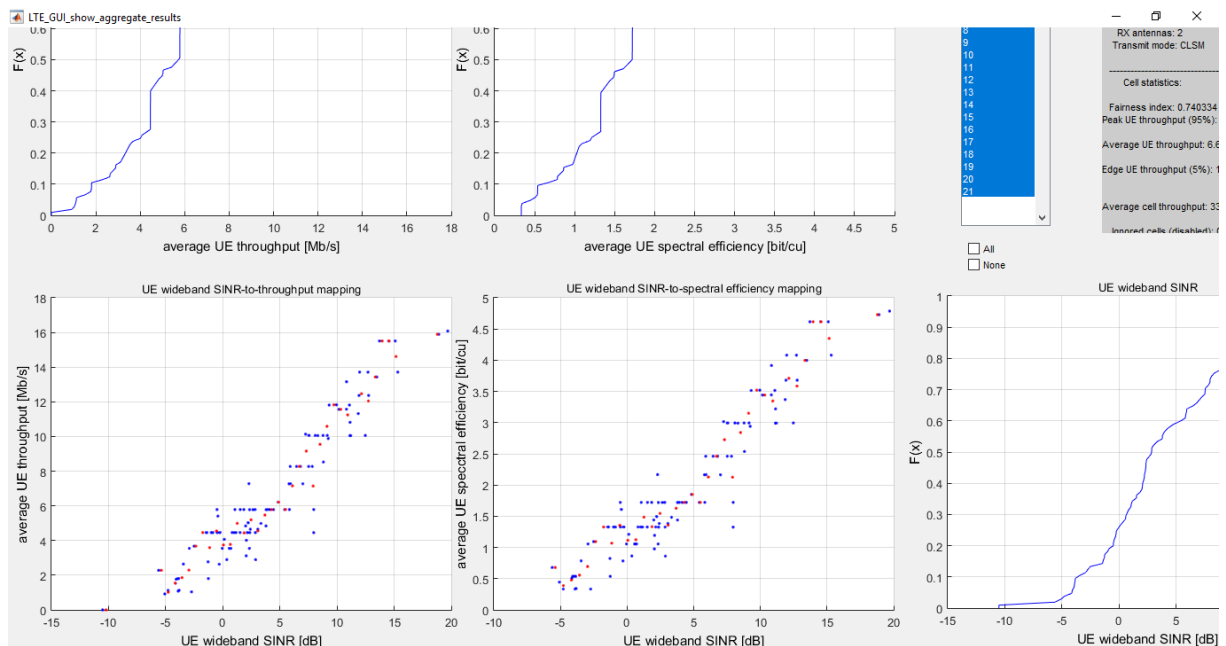 LTE_GUI_show_aggregate_results
0.6
0.5
0.4
0.3
0.2
0.1
0
F(x)
0 2 4 6 8 10 12 14 16 18
average UE throughput [Mb/s]
0.6
0.5
0.4
0.3
0.2
0.1
0
F(x)
0 0.5 1 1.5 2 2.5 3 3.5 4 4.5 5
average UE spectral efficiency [bit/cu]
8
9
10
11
12
13
14
15
16
17
18
19
20
21
All
None
RX antennas: 2
Transmit mode: CLSM
Cell statistics:
Fairness index: 0.740334
Peak UE throughput (95%):
Average UE throughput: 6.6
Edge UE throughput (5%): 1
Average cell throughput: 33
Ignored cells (disabled): 0
UE wideband SINR-to-throughput mapping
18
16
14
12
10
8
6
4
2
0
average UE throughput [Mb/s]
-15 -10 -5 0 5 10 15 20
UE wideband SINR [dB]
UE wideband SINR-to-spectral efficiency mapping
5
4.5
4
3.5
3
2.5
2
1.5
1
0.5
0
average UE specctral efficiency [bit/cu]
-15 -10 -5 0 5 10 15 20
UE wideband SINR [dB]
UE wideband SINR
1
0.9
0.8
0.7
0.6
0.5
0.4
0.3
0.2
0.1
0
F(x)
-15 -10 -5 0 5
UE wideband SINR [dB]